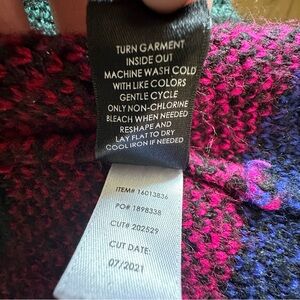 TURN GARMENT
INSIDE OUT
MACHINE WASH COLD
WITH LIKE COLORS
GENTLE CYCLE
ONLY NON-CHLORINE
BLEACH WHEN NEEDED
RESHAPE AND
LAY FLAT TO DRY
COOL IRON IF NEEDED
ITEM# 16013836
PO# 1898338
CUT# 202529
CUT DATE:
07/2021